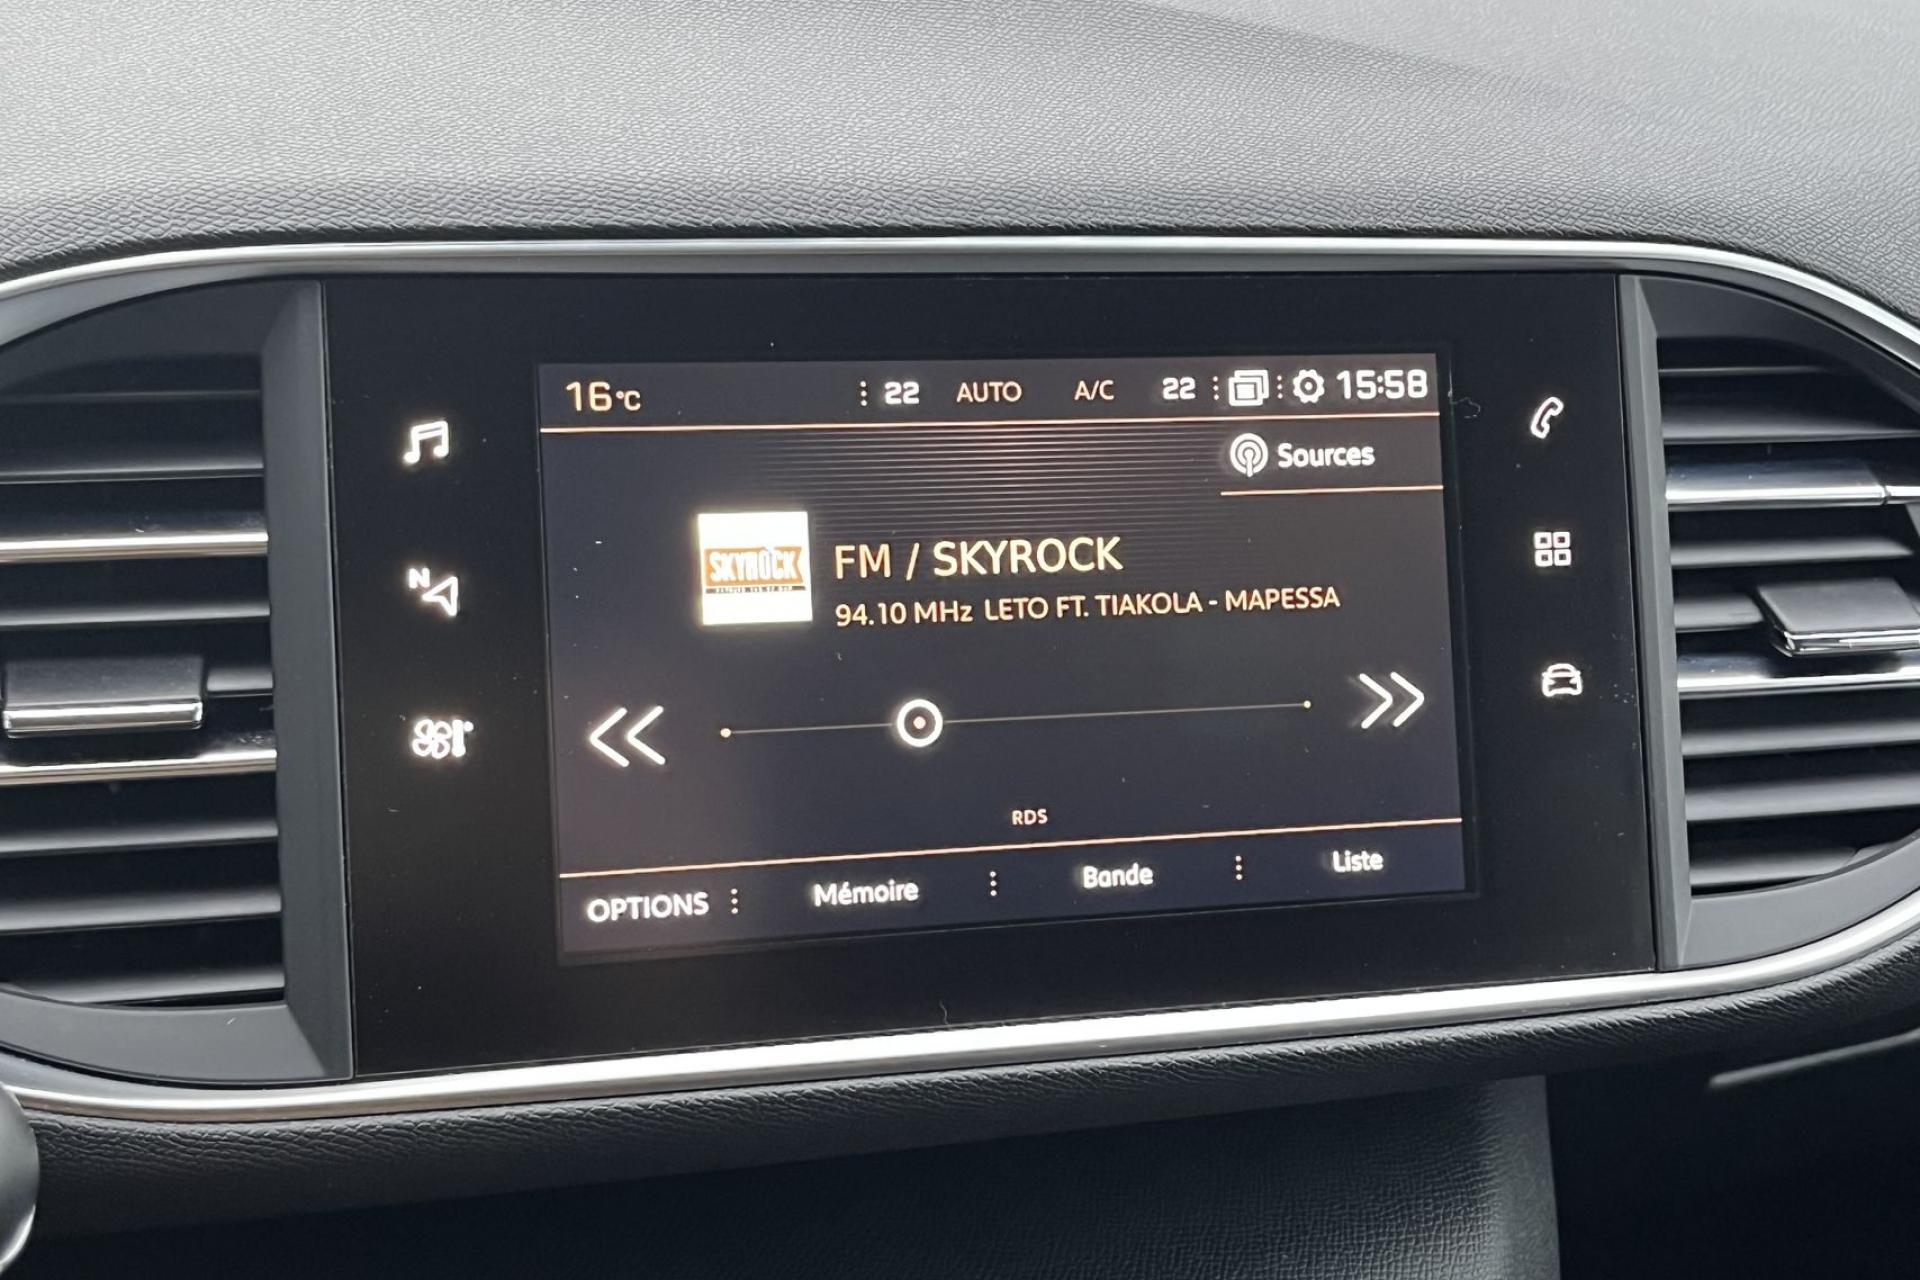 16°C 22 AUTO A/C 22 15:58
Sources
SKYROCK
FM / SKYROCK
94.10 MHz LETO FT. TIAKOLA - MAPESSA
N
RDS
OPTIONS Mémoire Bande Liste